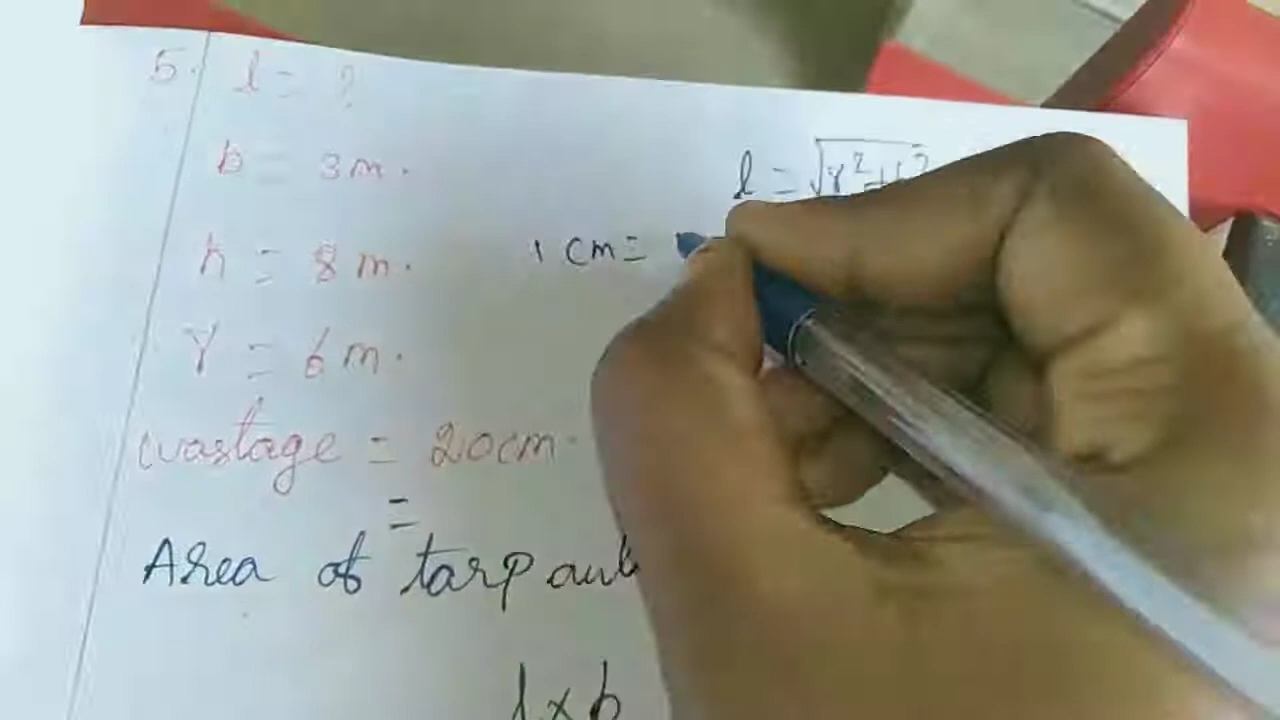 5. l = ?
b = 3m.
l = √r²+h²
h = 8 m.
1 cm =
r = 6 m.
wastage = 20cm.
=
Area of tarpaul
l×b